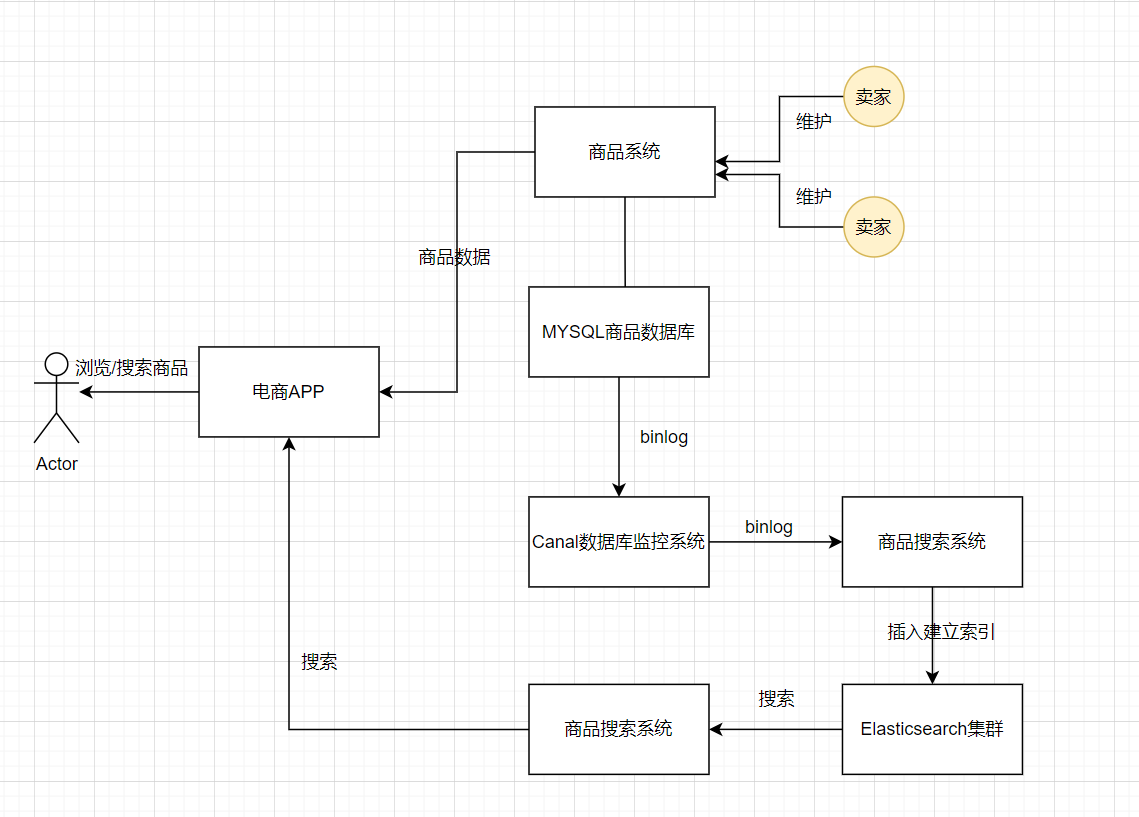 卖家
维护
商品系统
维护
卖家
商品数据
MYSQL商品数据库
浏览/搜索商品
电商APP
Actor
binlog
Canal数据库监控系统
binlog
商品搜索系统
插入建立索引
搜索
搜索
商品搜索系统
Elasticsearch集群